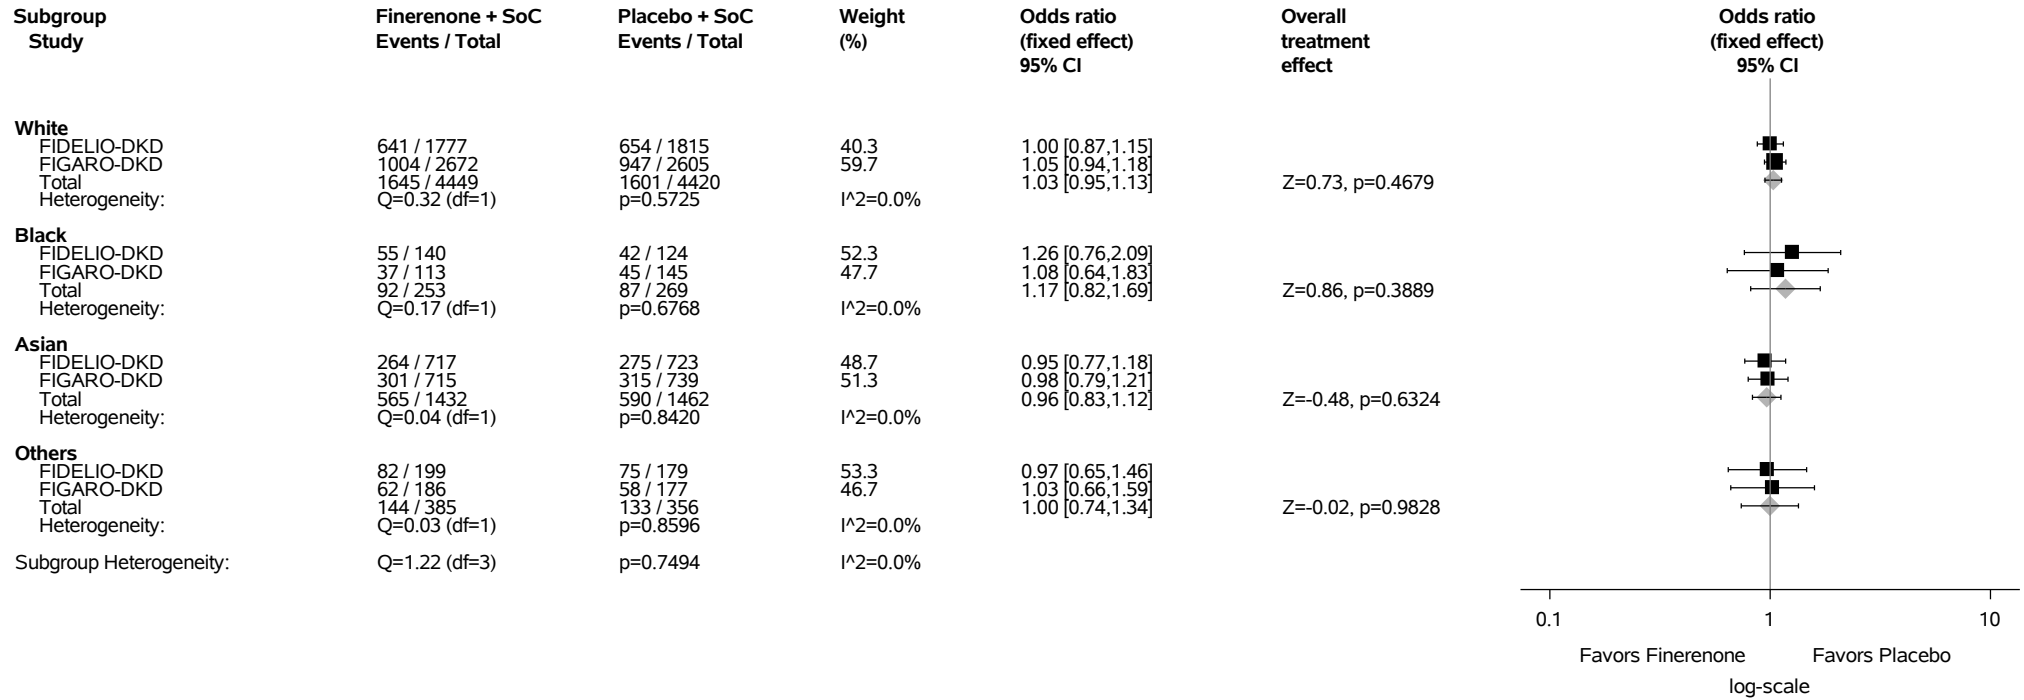 Subgroup Finerenone + SoC Placebo + SoC Weight Odds ratio Overall Odds ratio
Study Events / Total Events / Total (%) (fixed effect) treatment (fixed effect)
95% CI effect 95% CI
White
FIDELIO-DKD 641 / 1777 654 / 1815 40.3 1.00 [0.87,1.15]
FIGARO-DKD 1004 / 2672 947 / 2605 59.7 1.05 [0.94,1.18]
Total 1645 / 4449 1601 / 4420 1.03 [0.95,1.13] Z=0.73, p=0.4679
Heterogeneity: Q=0.32 (df=1) p=0.5725 I^2=0.0%
Black
FIDELIO-DKD 55 / 140 42 / 124 52.3 1.26 [0.76,2.09]
FIGARO-DKD 37 / 113 45 / 145 47.7 1.08 [0.64,1.83]
Total 92 / 253 87 / 269 1.17 [0.82,1.69] Z=0.86, p=0.3889
Heterogeneity: Q=0.17 (df=1) p=0.6768 I^2=0.0%
Asian
FIDELIO-DKD 264 / 717 275 / 723 48.7 0.95 [0.77,1.18]
FIGARO-DKD 301 / 715 315 / 739 51.3 0.98 [0.79,1.21]
Total 565 / 1432 590 / 1462 0.96 [0.83,1.12] Z=-0.48, p=0.6324
Heterogeneity: Q=0.04 (df=1) p=0.8420 I^2=0.0%
Others
FIDELIO-DKD 82 / 199 75 / 179 53.3 0.97 [0.65,1.46]
FIGARO-DKD 62 / 186 58 / 177 46.7 1.03 [0.66,1.59]
Total 144 / 385 133 / 356 1.00 [0.74,1.34] Z=-0.02, p=0.9828
Heterogeneity: Q=0.03 (df=1) p=0.8596 I^2=0.0%
Subgroup Heterogeneity: Q=1.22 (df=3) p=0.7494 I^2=0.0%
0.1 1 10
Favors Finerenone Favors Placebo
log-scale